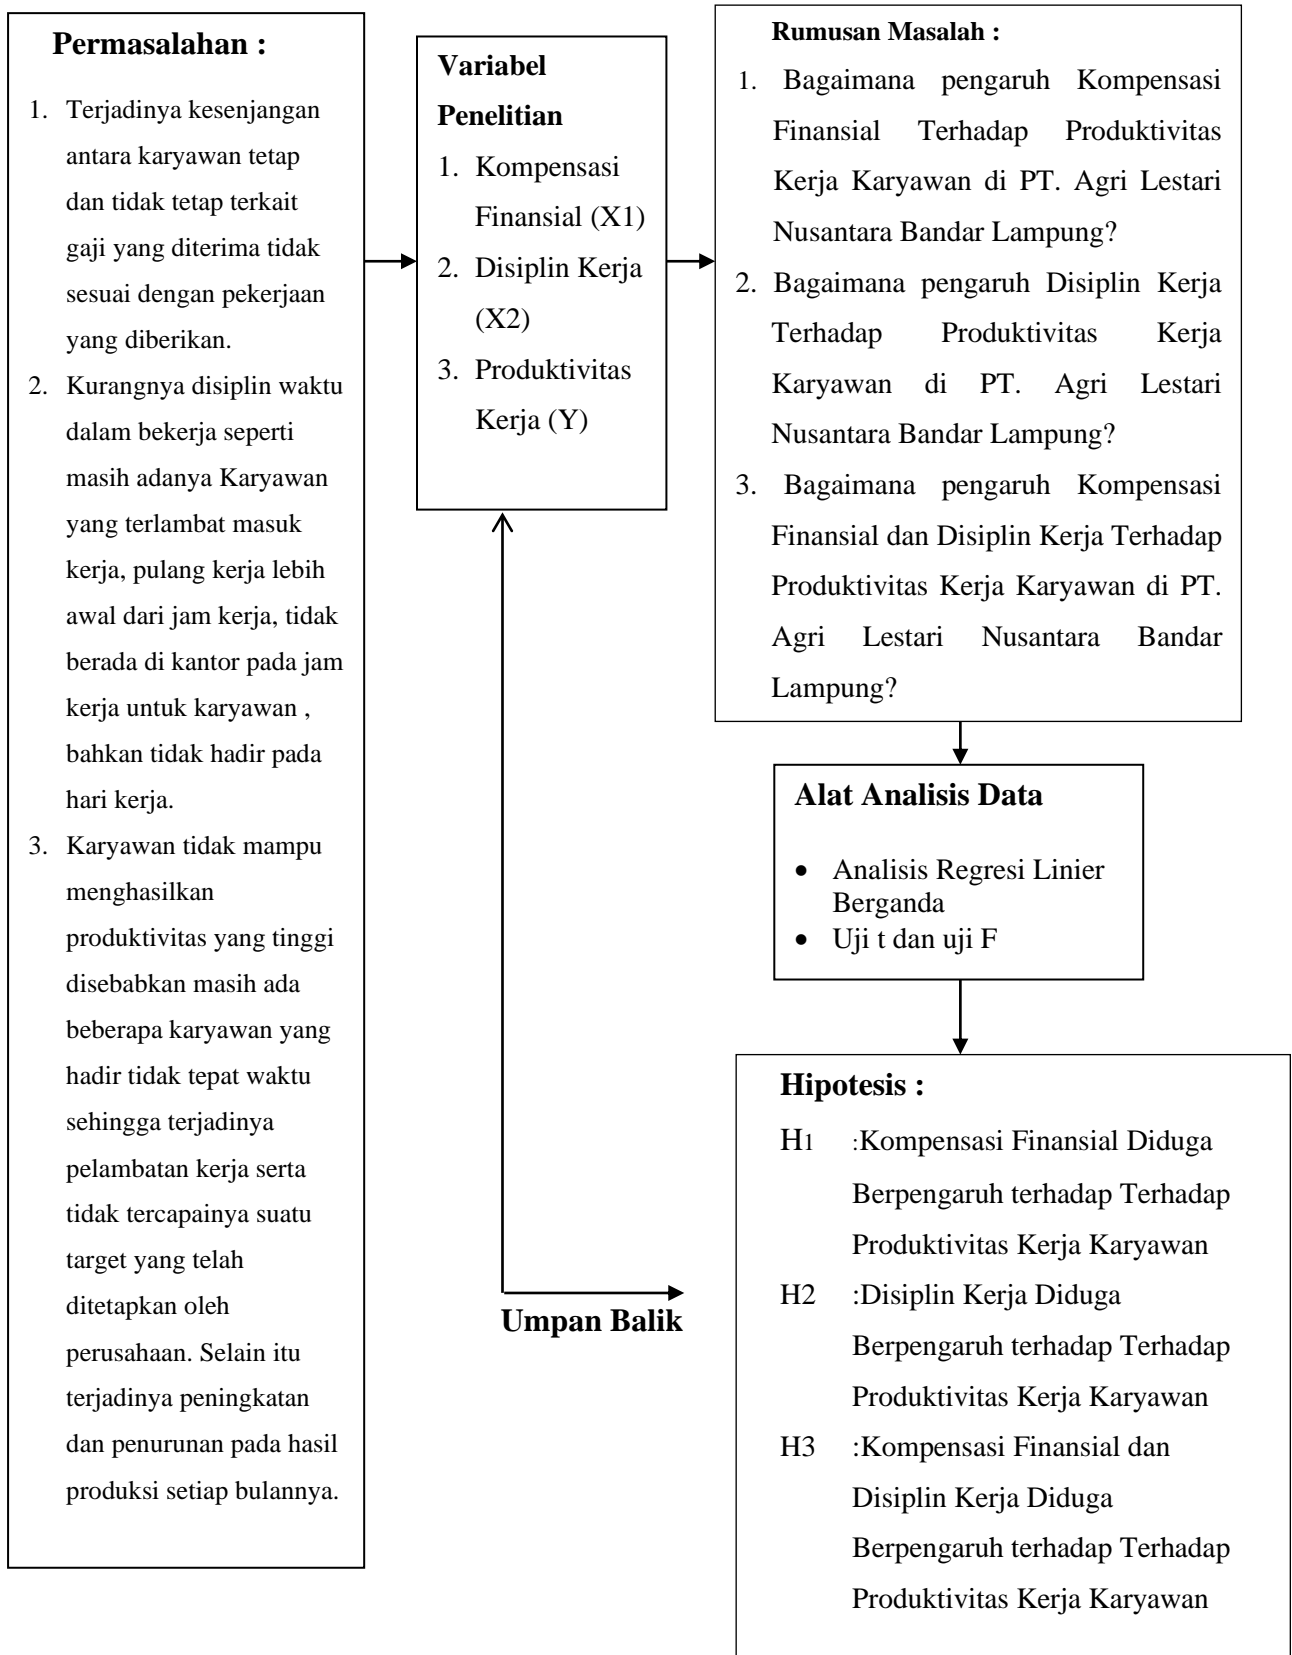 Permasalahan :
1. Terjadinya kesenjangan
antara karyawan tetap
dan tidak tetap terkait
gaji yang diterima tidak
sesuai dengan pekerjaan
yang diberikan.
2. Kurangnya disiplin waktu
dalam bekerja seperti
masih adanya Karyawan
yang terlambat masuk
kerja, pulang kerja lebih
awal dari jam kerja, tidak
berada di kantor pada jam
kerja untuk karyawan ,
bahkan tidak hadir pada
hari kerja.
3. Karyawan tidak mampu
menghasilkan
produktivitas yang tinggi
disebabkan masih ada
beberapa karyawan yang
hadir tidak tepat waktu
sehingga terjadinya
pelambatan kerja serta
tidak tercapainya suatu
target yang telah
ditetapkan oleh
perusahaan. Selain itu
terjadinya peningkatan
dan penurunan pada hasil
produksi setiap bulannya.
Variabel
Penelitian
1. Kompensasi
Finansial (X1)
2. Disiplin Kerja
(X2)
3. Produktivitas
Kerja (Y)
Rumusan Masalah :
1. Bagaimana pengaruh Kompensasi
Finansial Terhadap Produktivitas
Kerja Karyawan di PT. Agri Lestari
Nusantara Bandar Lampung?
2. Bagaimana pengaruh Disiplin Kerja
Terhadap Produktivitas Kerja
Karyawan di PT. Agri Lestari
Nusantara Bandar Lampung?
3. Bagaimana pengaruh Kompensasi
Finansial dan Disiplin Kerja Terhadap
Produktivitas Kerja Karyawan di PT.
Agri Lestari Nusantara Bandar
Lampung?
Alat Analisis Data
• Analisis Regresi Linier
Berganda
• Uji t dan uji F
Hipotesis :
H1 :Kompensasi Finansial Diduga
Berpengaruh terhadap Terhadap
Produktivitas Kerja Karyawan
H2 :Disiplin Kerja Diduga
Berpengaruh terhadap Terhadap
Produktivitas Kerja Karyawan
H3 :Kompensasi Finansial dan
Disiplin Kerja Diduga
Berpengaruh terhadap Terhadap
Produktivitas Kerja Karyawan
Umpan Balik